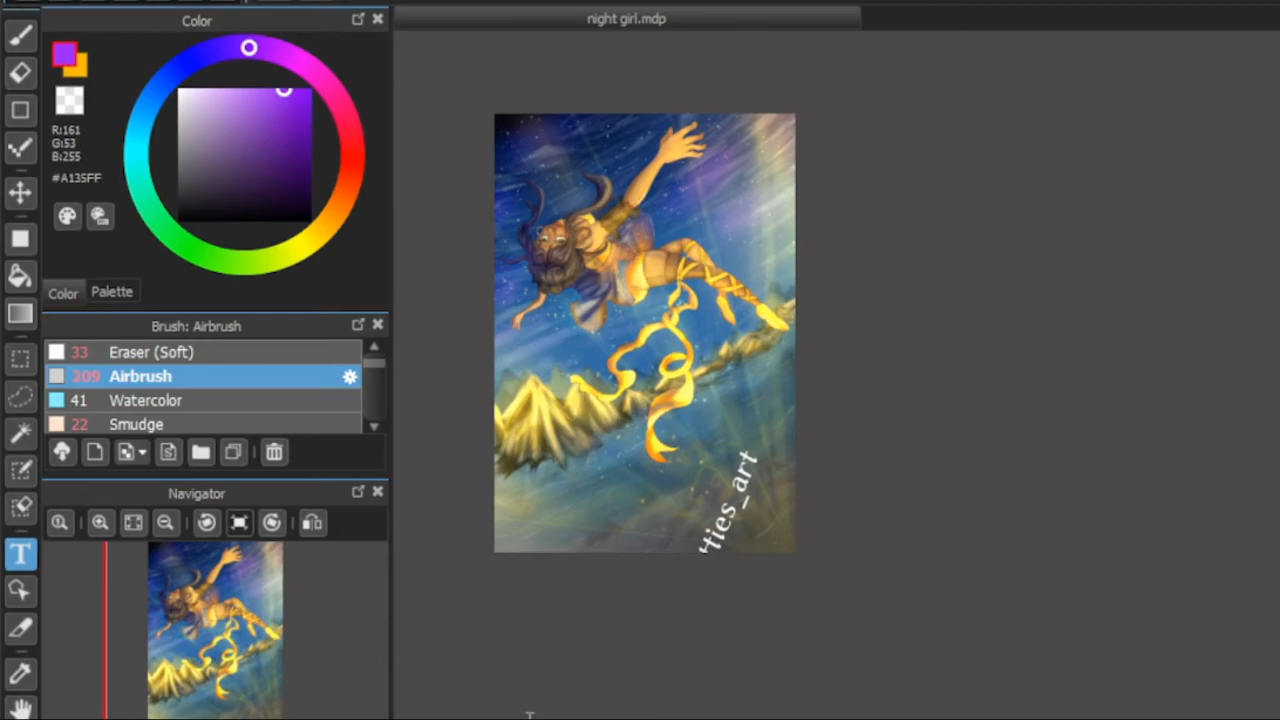 Color
night girl.mdp
R:161
G:53
B:255
#A135FF
Color Palette
Brush: Airbrush
33 Eraser (Soft)
209 Airbrush
41 Watercolor
22 Smudge
Navigator
T
ties_art